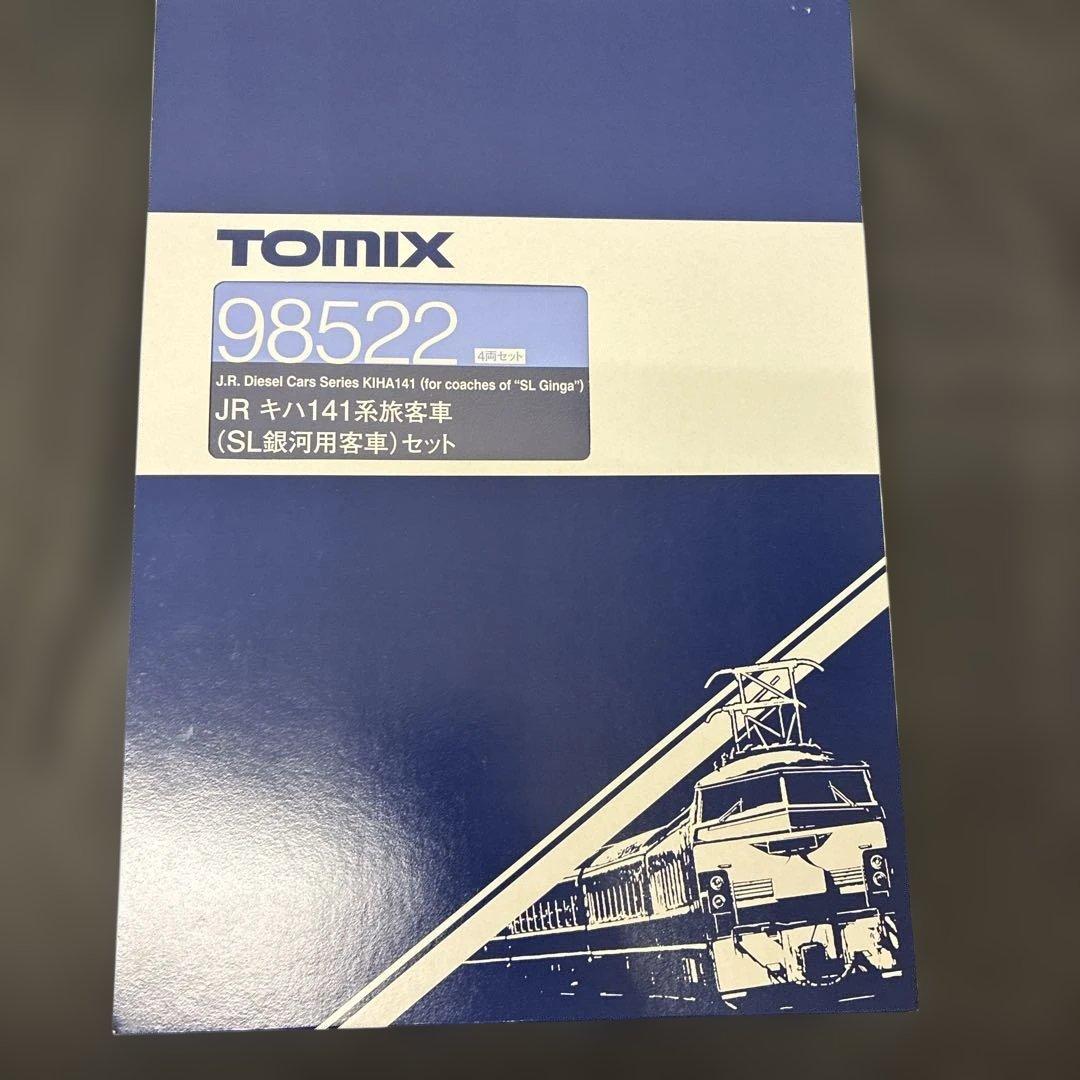 TOMIX
98522 4両セット
J.R. Diesel Cars Series KIHA141 (for coaches of “SL Ginga”)
JR キハ141系旅客車
（SL銀河用客車）セット